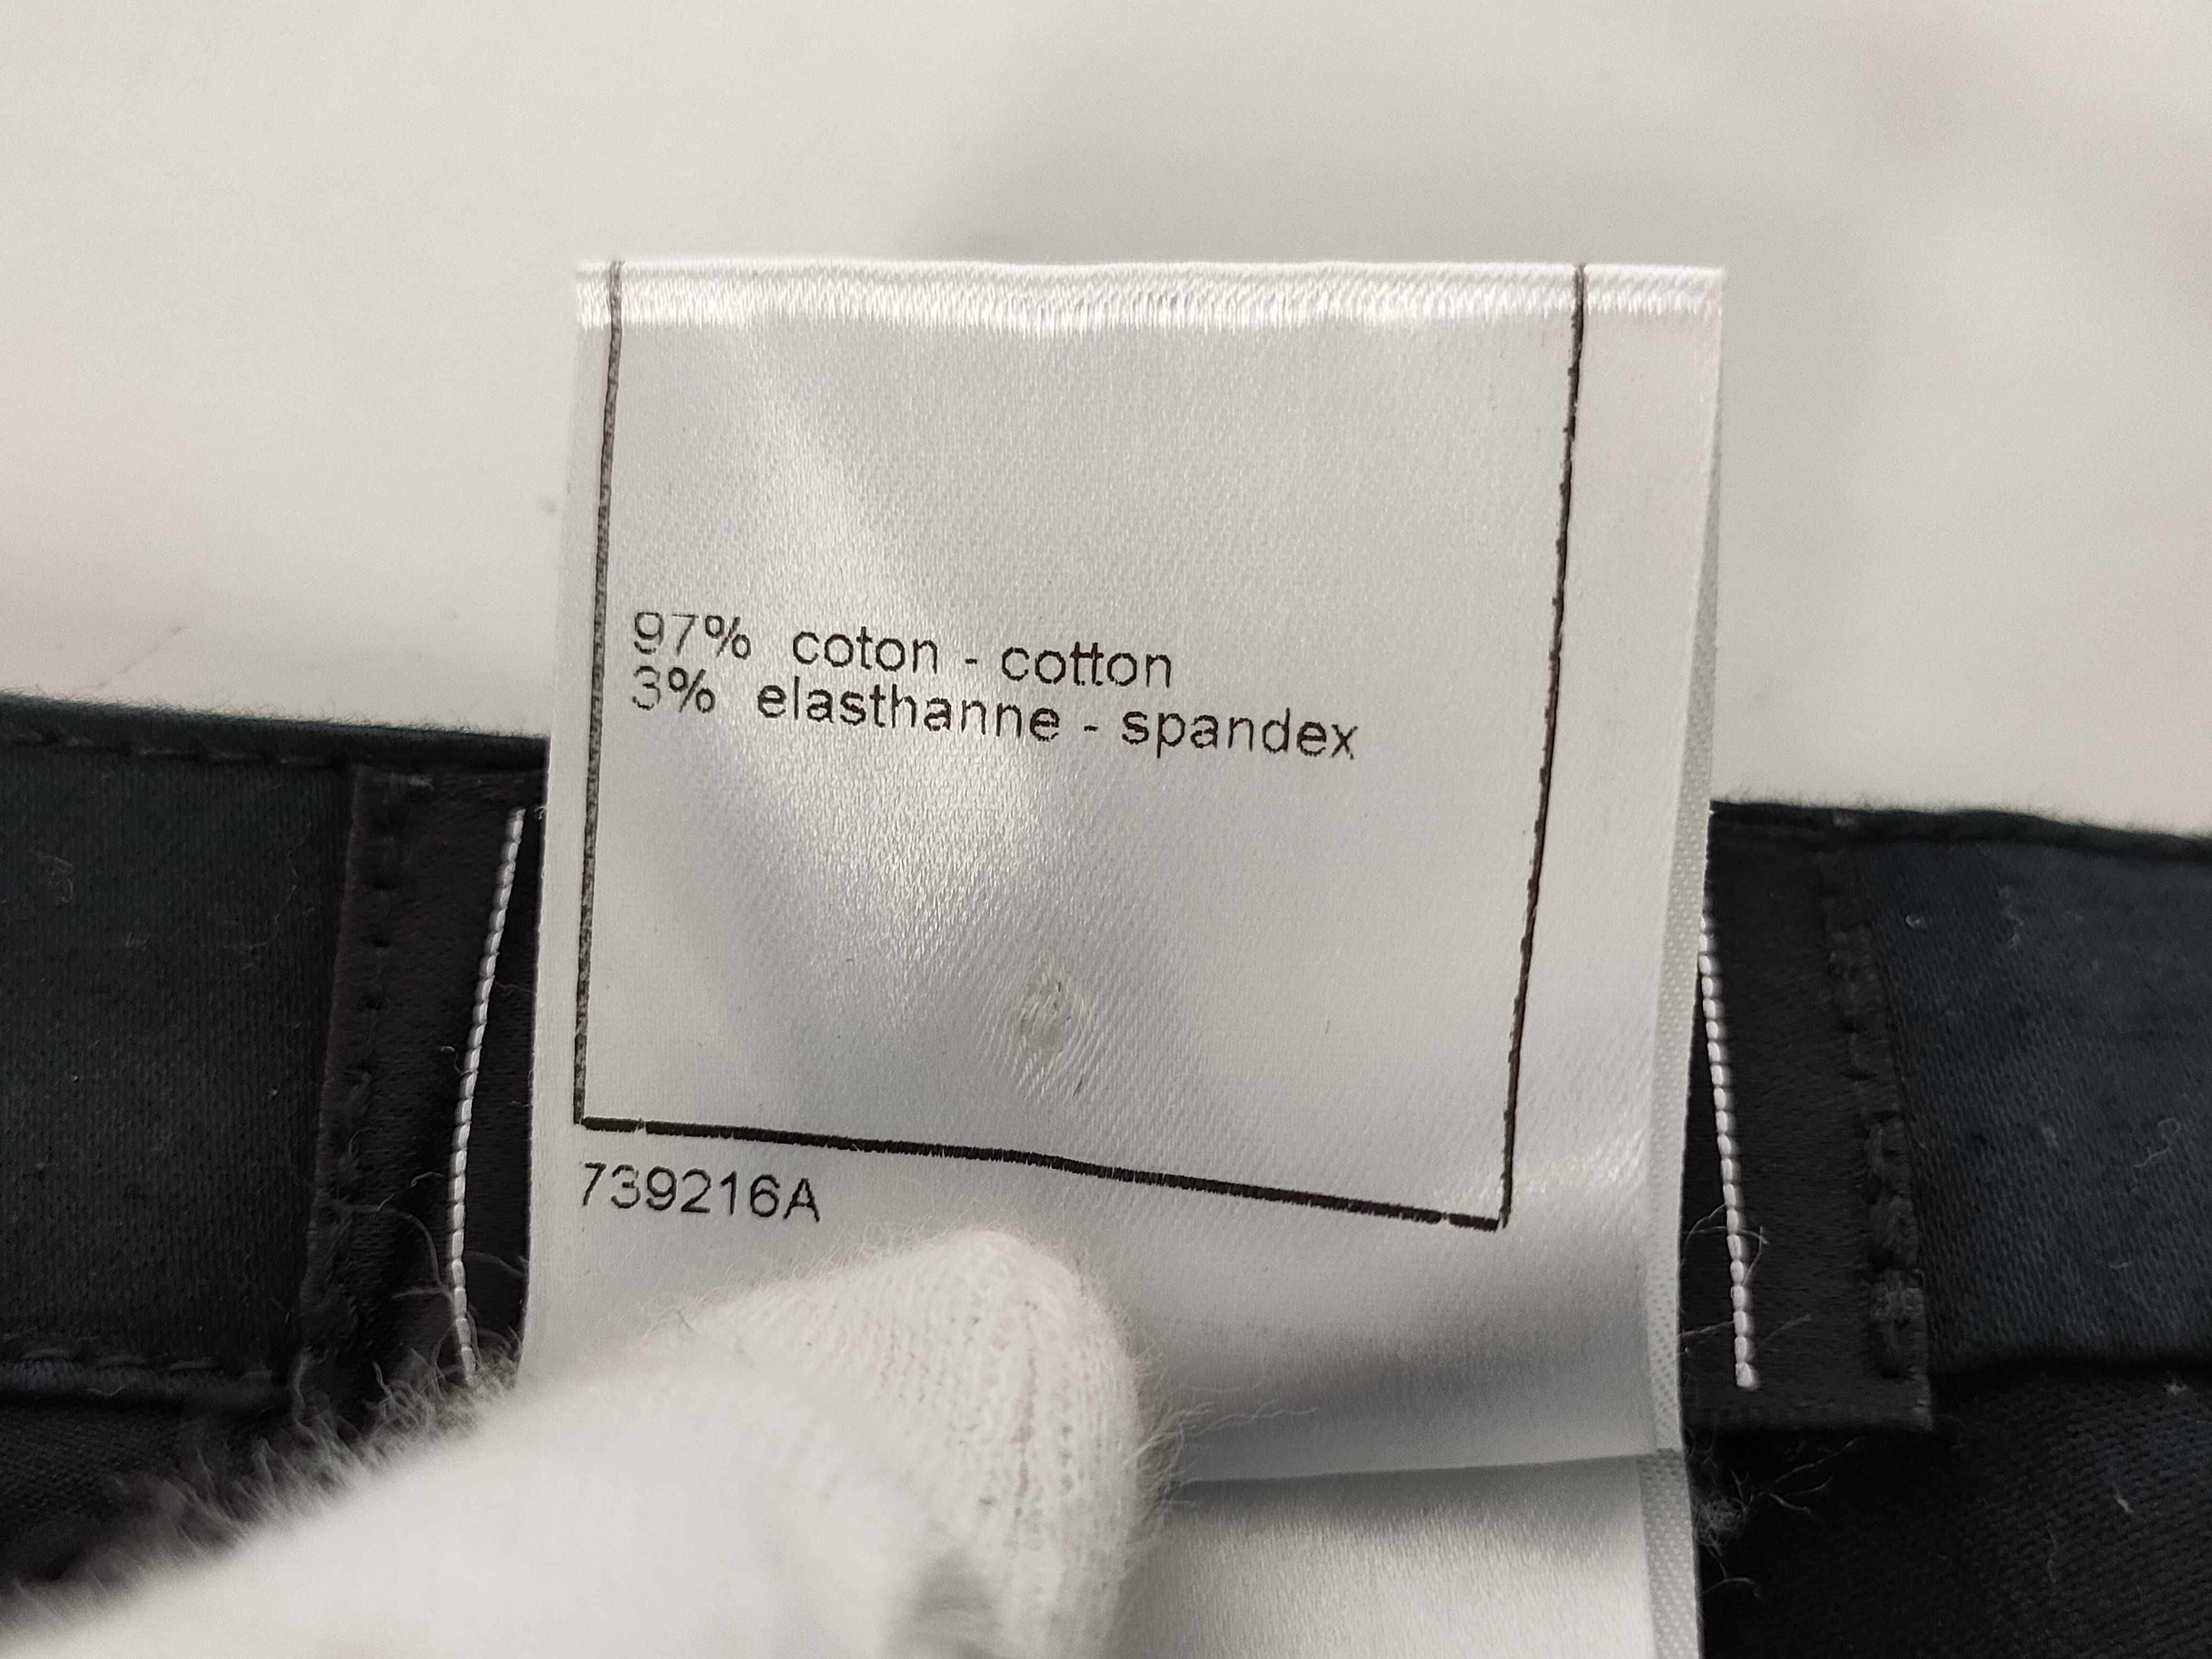 97% coton - cotton
3% elasthanne - spandex
739216A